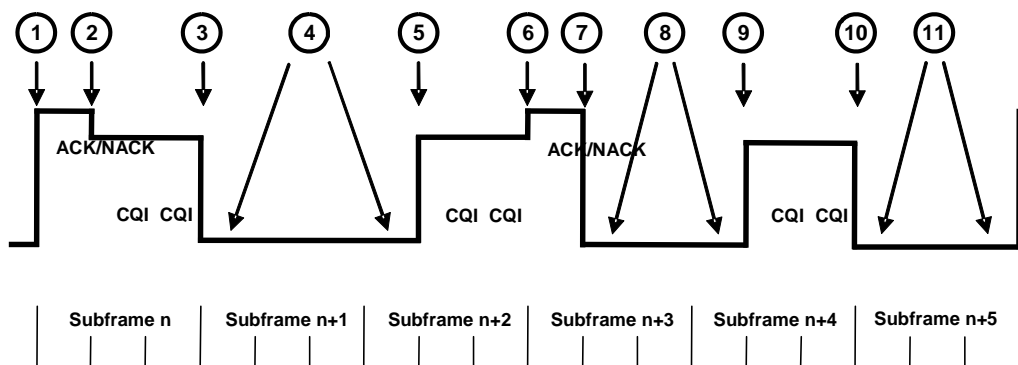 1 2 3 4 5 6 7 8 9 10 11
ACK/NACK ACK/NACK
CQI CQI CQI CQI CQI CQI
Subframe n Subframe n+1 Subframe n+2 Subframe n+3 Subframe n+4 Subframe n+5